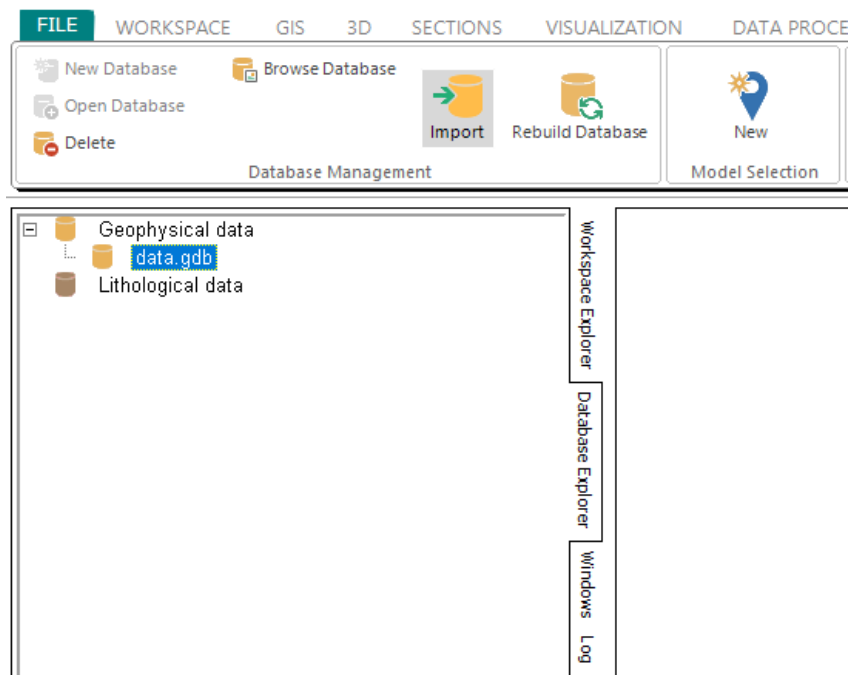 FILE WORKSPACE GIS 3D SECTIONS VISUALIZATION DATA PROCE
New Database
Open Database
Delete
Browse Database
Import
Rebuild Database
Database Management
New
Model Selection
Geophysical data
data.gdb
Lithological data
Workspace Explorer
Database Explorer
Windows
Log